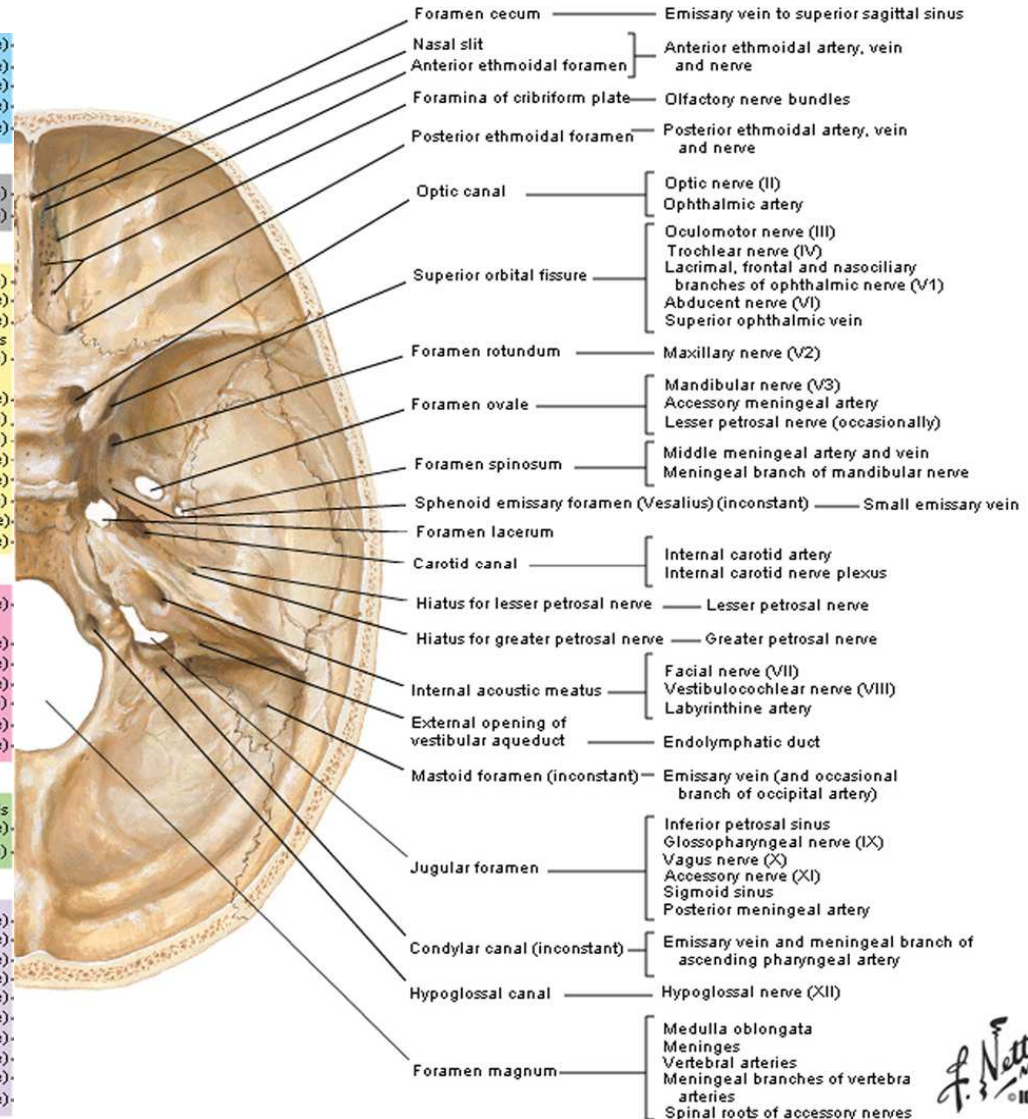 Foramen cecum Emissary vein to superior sagittal sinus
Nasal slit
Anterior ethmoidal foramen
Anterior ethmoidal artery, vein
and nerve
Foramina of cribriform plate Olfactory nerve bundles
Posterior ethmoidal foramen Posterior ethmoidal artery, vein
and nerve
Optic canal
Optic nerve (II)
Ophthalmic artery
Superior orbital fissure
Oculomotor nerve (III)
Trochlear nerve (IV)
Lacrimal, frontal and nasociliary
branches of ophthalmic nerve (V1)
Abducent nerve (VI)
Superior ophthalmic vein
Foramen rotundum Maxillary nerve (V2)
Foramen ovale
Mandibular nerve (V3)
Accessory meningeal artery
Lesser petrosal nerve (occasionally)
Foramen spinosum
Middle meningeal artery and vein
Meningeal branch of mandibular nerve
Sphenoid emissary foramen (Vesalius) (inconstant) Small emissary vein
Foramen lacerum
Carotid canal
Internal carotid artery
Internal carotid nerve plexus
Hiatus for lesser petrosal nerve Lesser petrosal nerve
Hiatus for greater petrosal nerve Greater petrosal nerve
Internal acoustic meatus
Facial nerve (VII)
Vestibulocochlear nerve (VIII)
Labyrinthine artery
External opening of
vestibular aqueduct Endolymphatic duct
Mastoid foramen (inconstant) Emissary vein (and occasional
branch of occipital artery)
Jugular foramen
Inferior petrosal sinus
Glossopharyngeal nerve (IX)
Vagus nerve (X)
Accessory nerve (XI)
Sigmoid sinus
Posterior meningeal artery
Condylar canal (inconstant)
Emissary vein and meningeal branch of
ascending pharyngeal artery
Hypoglossal canal Hypoglossal nerve (XII)
Foramen magnum
Medulla oblongata
Meninges
Vertebral arteries
Meningeal branches of vertebra
arteries
Spinal roots of accessory nerves